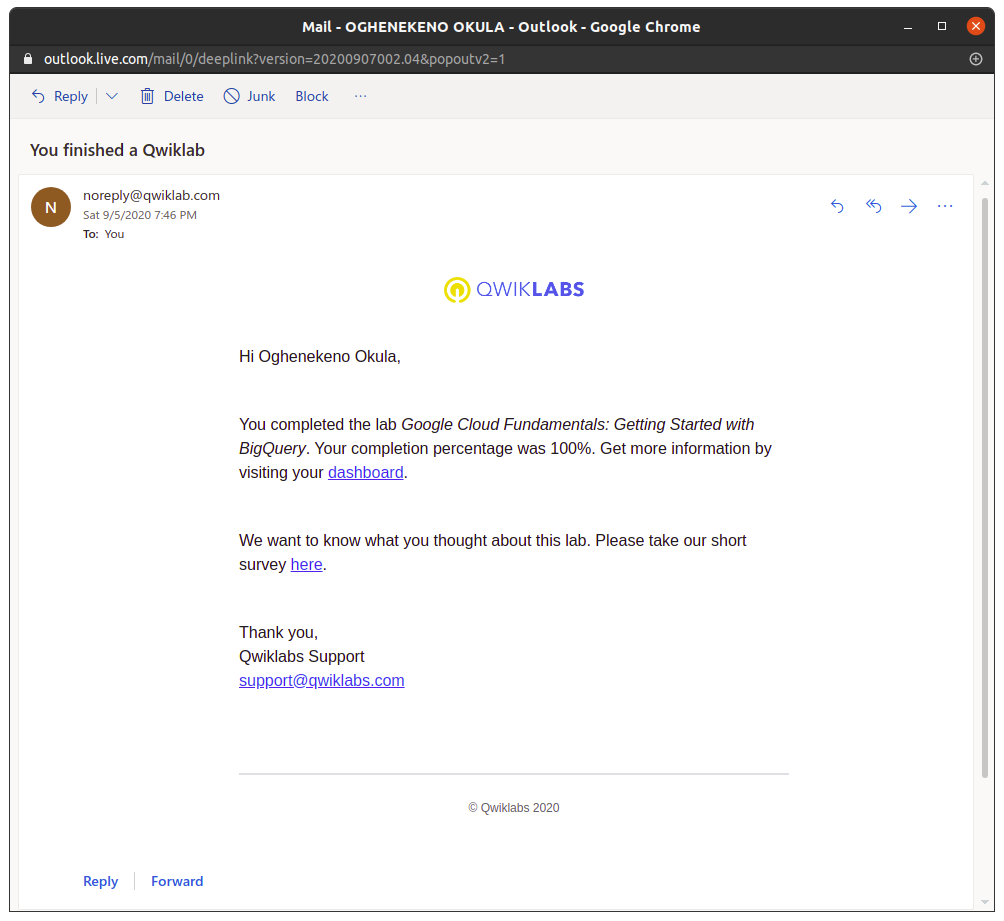 Mail - OGHENEKENO OKULA - Outlook - Google Chrome
outlook.live.com/mail/0/deeplink?version=20200907002.04&popoutv2=1
Reply Delete Junk Block ...
You finished a Qwiklab
N
noreply@qwiklab.com
Sat 9/5/2020 7:46 PM
To: You
QWIKLABS
Hi Oghenekeno Okula,
You completed the lab Google Cloud Fundamentals: Getting Started with
BigQuery. Your completion percentage was 100%. Get more information by
visiting your dashboard.
We want to know what you thought about this lab. Please take our short
survey here.
Thank you,
Qwiklabs Support
support@qwiklabs.com
© Qwiklabs 2020
Reply Forward